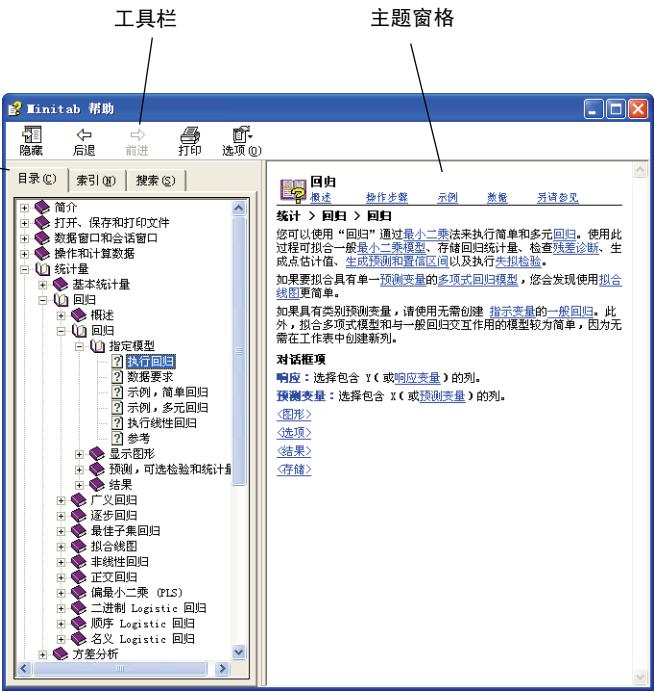 工具栏
主题窗格
Minitab 帮助
隐藏 后退 前进 打印 选项(O)
目录(C) 索引(N) 搜索(S)
简介
打开、保存和打印文件
数据窗口和会话窗口
操作和计算数据
统计量
基本统计量
回归
概述
回归
指定模型
执行回归
数据要求
示例，简单回归
示例，多元回归
执行线性回归
参考
显示图形
预测，可选检验和统计量
结果
广义回归
逐步回归
最佳子集回归
拟合线图
非线性回归
正交回归
偏最小二乘 (PLS)
二进制 Logistic 回归
顺序 Logistic 回归
名义 Logistic 回归
方差分析
回归
概述 操作步骤 示例 数据 另请参见
统计 > 回归 > 回归
您可以使用“回归”通过最小二乘法来执行简单和多元回归。使用此
过程可拟合一般最小二乘模型、存储回归统计量、检查残差诊断、生
成点估计值、生成预测和置信区间以及执行失拟检验。
如果要拟合具有单一预测变量的多项式回归模型，您会发现使用拟合
线图更简单。
如果具有类别预测变量，请使用无需创建 指示变量的一般回归。此
外，拟合多项式模型和与一般回归交互作用的模型较为简单，因为无
需在工作表中创建新列。
对话框项
响应：选择包含 Y（或响应变量）的列。
预测变量：选择包含 X（或预测变量）的列。
<图形>
<选项>
<结果>
<存储>